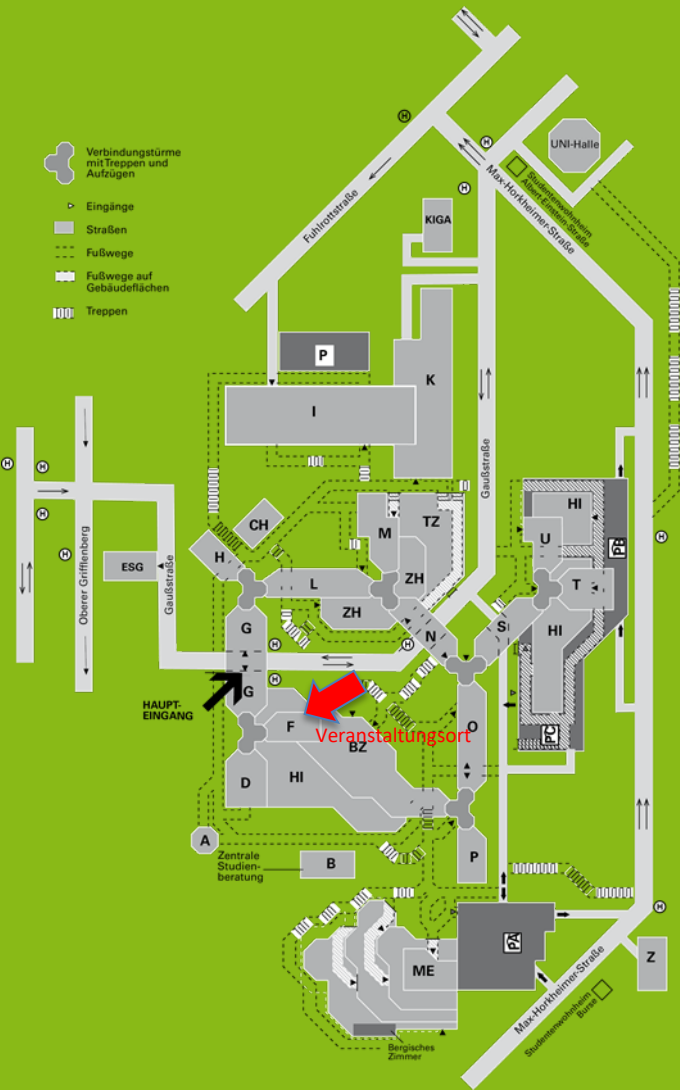 Verbindungstürme
mit Treppen und
Aufzügen
Eingänge
Straßen
Fußwege
Fußwege auf
Gebäudeflächen
Treppen
H
H
UNI-Halle
Studentenwohnheim
Albert-Einstein-Straße
Max-Horkheimer-Straße
H
Fuhlrottstraße
KIGA
P
K
I
Gaußstraße
H
H
H
H
Oberer Grifflenberg
ESG
Gaußstraße
CH
H
L
M
TZ
ZH
ZH
N
S
HI
U
T
HI
PB
PC
H
G
H
H
G
HAUPT-
EINGANG
F
Veranstaltungsort
BZ
O
D
HI
A
Zentrale
Studien-
beratung
B
P
PA
H
ME
Z
Max-Horkheimer-Straße
Studentenwohnheim
Burse
Bergisches
Zimmer